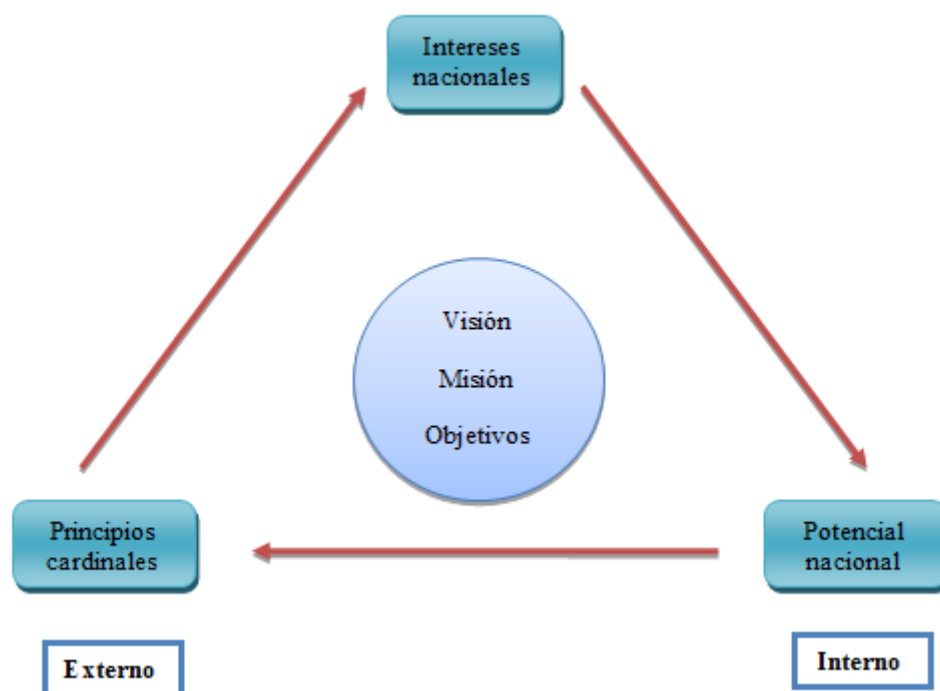 Intereses
nacionales
Visión
Misión
Objetivos
Principios
cardinales
Potencial
nacional
Externo
Interno